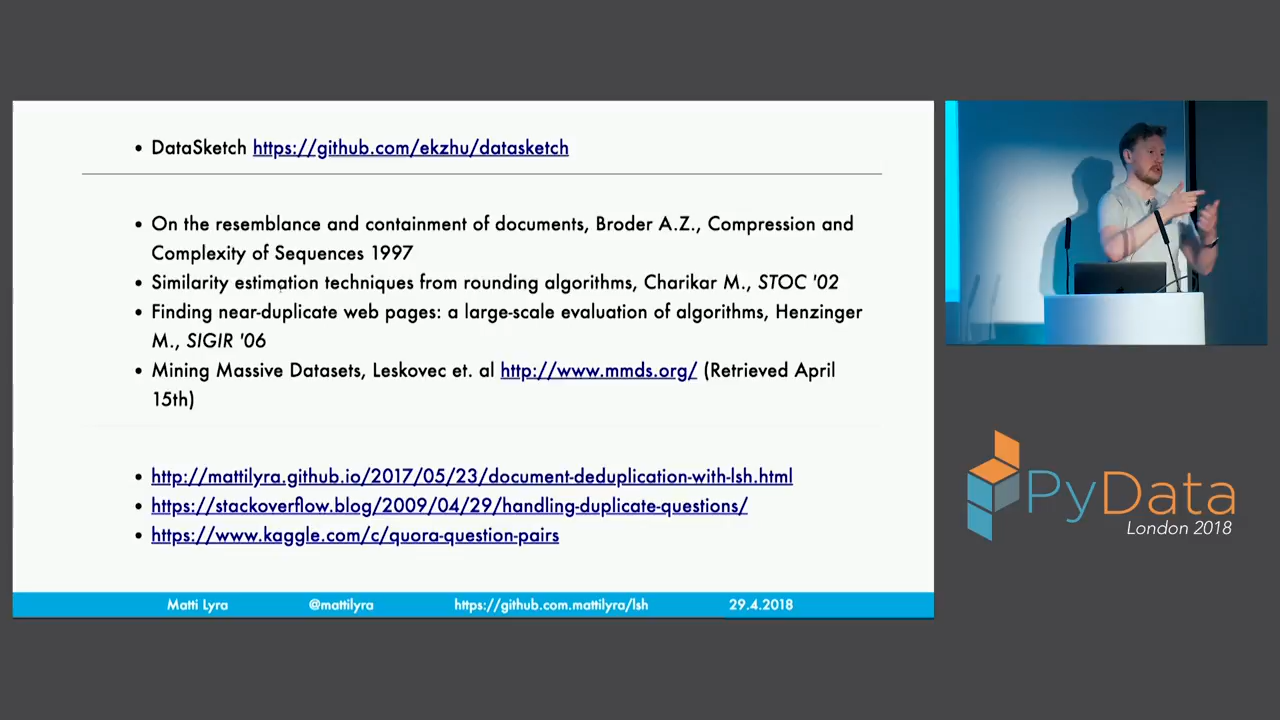 • DataSketch https://github.com/ekzhu/datasketch
• On the resemblance and containment of documents, Broder A.Z., Compression and
Complexity of Sequences 1997
• Similarity estimation techniques from rounding algorithms, Charikar M., STOC '02
• Finding near-duplicate web pages: a large-scale evaluation of algorithms, Henzinger
M., SIGIR '06
• Mining Massive Datasets, Leskovec et. al http://www.mmds.org/ (Retrieved April
15th)
• http://mattilyra.github.io/2017/05/23/document-deduplication-with-lsh.html
• https://stackoverflow.blog/2009/04/29/handling-duplicate-questions/
• https://www.kaggle.com/c/quora-question-pairs
Matti Lyra @mattilyra https://github.com.mattilyra/lsh 29.4.2018
PyData
London 2018